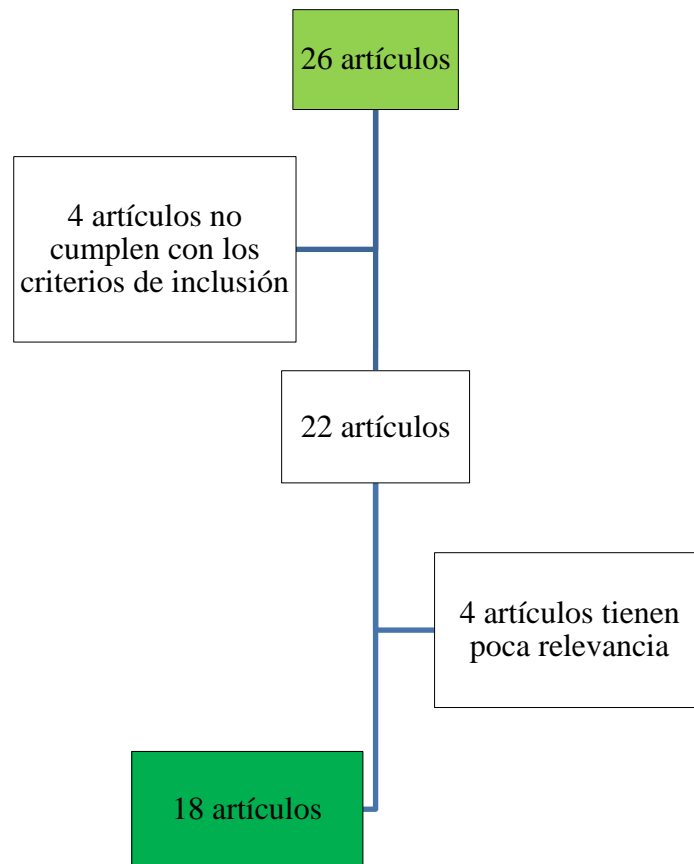 26 artículos
4 artículos no
cumplen con los
criterios de inclusión
22 artículos
4 artículos tienen
poca relevancia
18 artículos